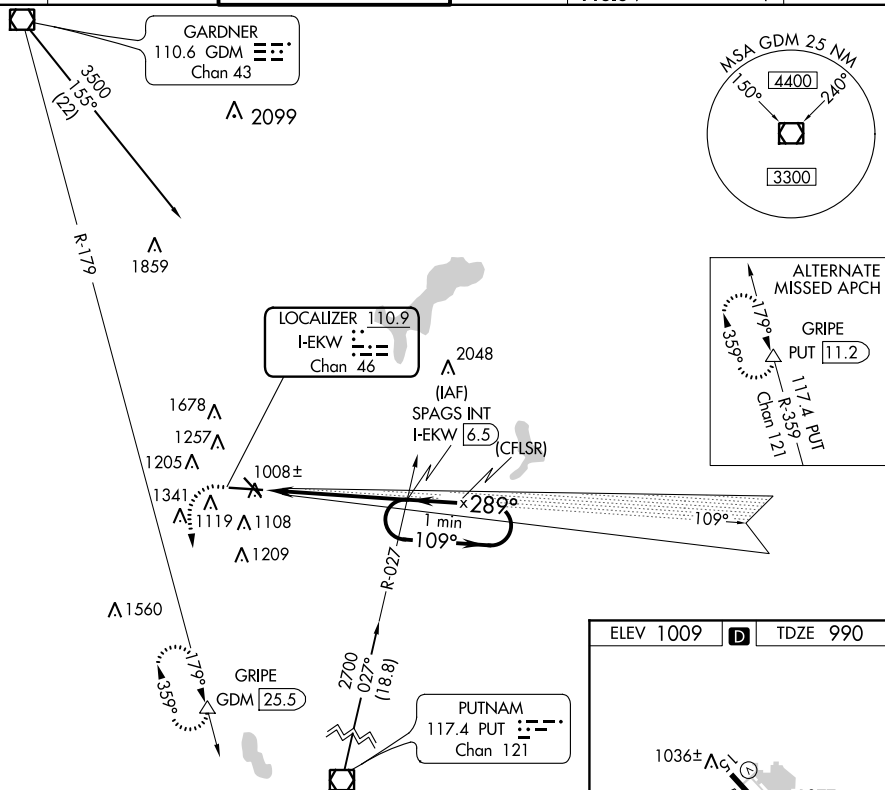 GARDNER
110.6 GDM
Chan 43
3500
155°
(22)
2099
MSA GDM 25 NM
150°
4400
240°
3300
R-179
1859
ALTERNATE
MISSED APCH
179°
359°
GRIPE
PUT 11.2
117.4 PUT
R-359
Chan 121
LOCALIZER 110.9
I-EKW
Chan 46
2048
(IAF)
SPAGS INT
I-EKW 6.5
(CFLSR)
1678
1257
1205
1008±
1341
1119
1108
1209
x 289°
1 min
109°
109°
R-027
1560
2700
027°
(18.8)
179°
359°
GRIPE
GDM 25.5
PUTNAM
117.4 PUT
Chan 121
ELEV 1009
D
TDZE 990
1036±
15
V